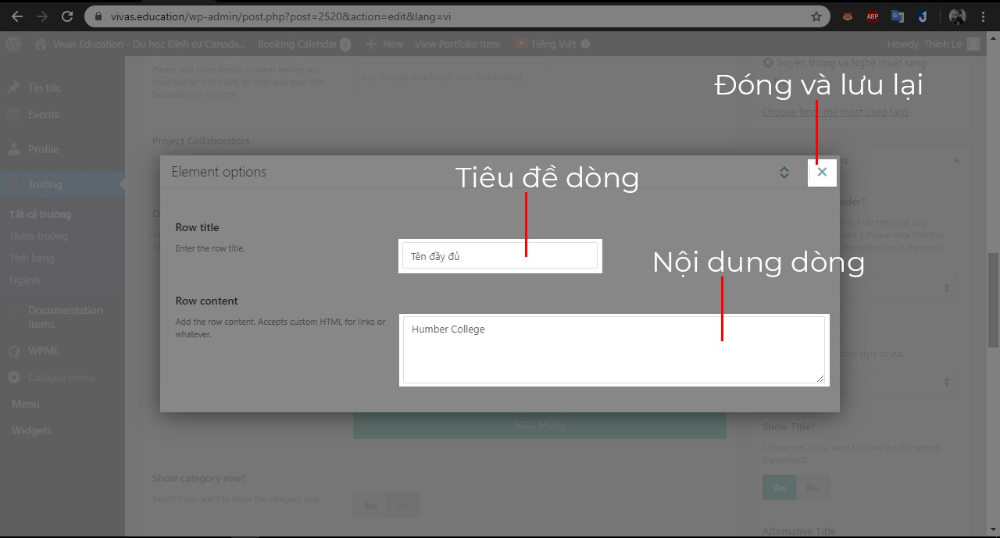 vivas.education/wp-admin/post.php?post=2520&action=edit&lang=vi
ABP
Vivas Education - Du học Định cư Canada...
Booking Calendar 1
New
View Portfolio Item
Tiếng Việt
Howdy, Thinh Le
Tin tức
Events
Profile
Trường
Tất cả trường
Thêm trường
Tỉnh bang
Ngành
Documentation
Items
WPML
Collapse menu
Menu
Widgets
Please add more details on what service you
provided for this client, or what was your role.
Separate with comma
eg: design mockups, seo, marketing
Project Collaborators
Truyền thông và Nghệ thuật sáng
Đóng và lưu lại
Choose from the most used tags
Element options
Tiêu đề dòng
Row title
Enter the row title.
Tên đầy đủ
Nội dung dòng
Row content
Add the row content. Accepts custom HTML for links or
whatever.
Humber College
ADD MORE
Show category row?
Select if you want to show the category row.
Yes
No
ader?
t to hide the page sub-
Please note that this
the option set in the admin
ader style to use.
Show Title?
Choose yes if you want to show the title above
the content.
Yes
No
Alternative Title